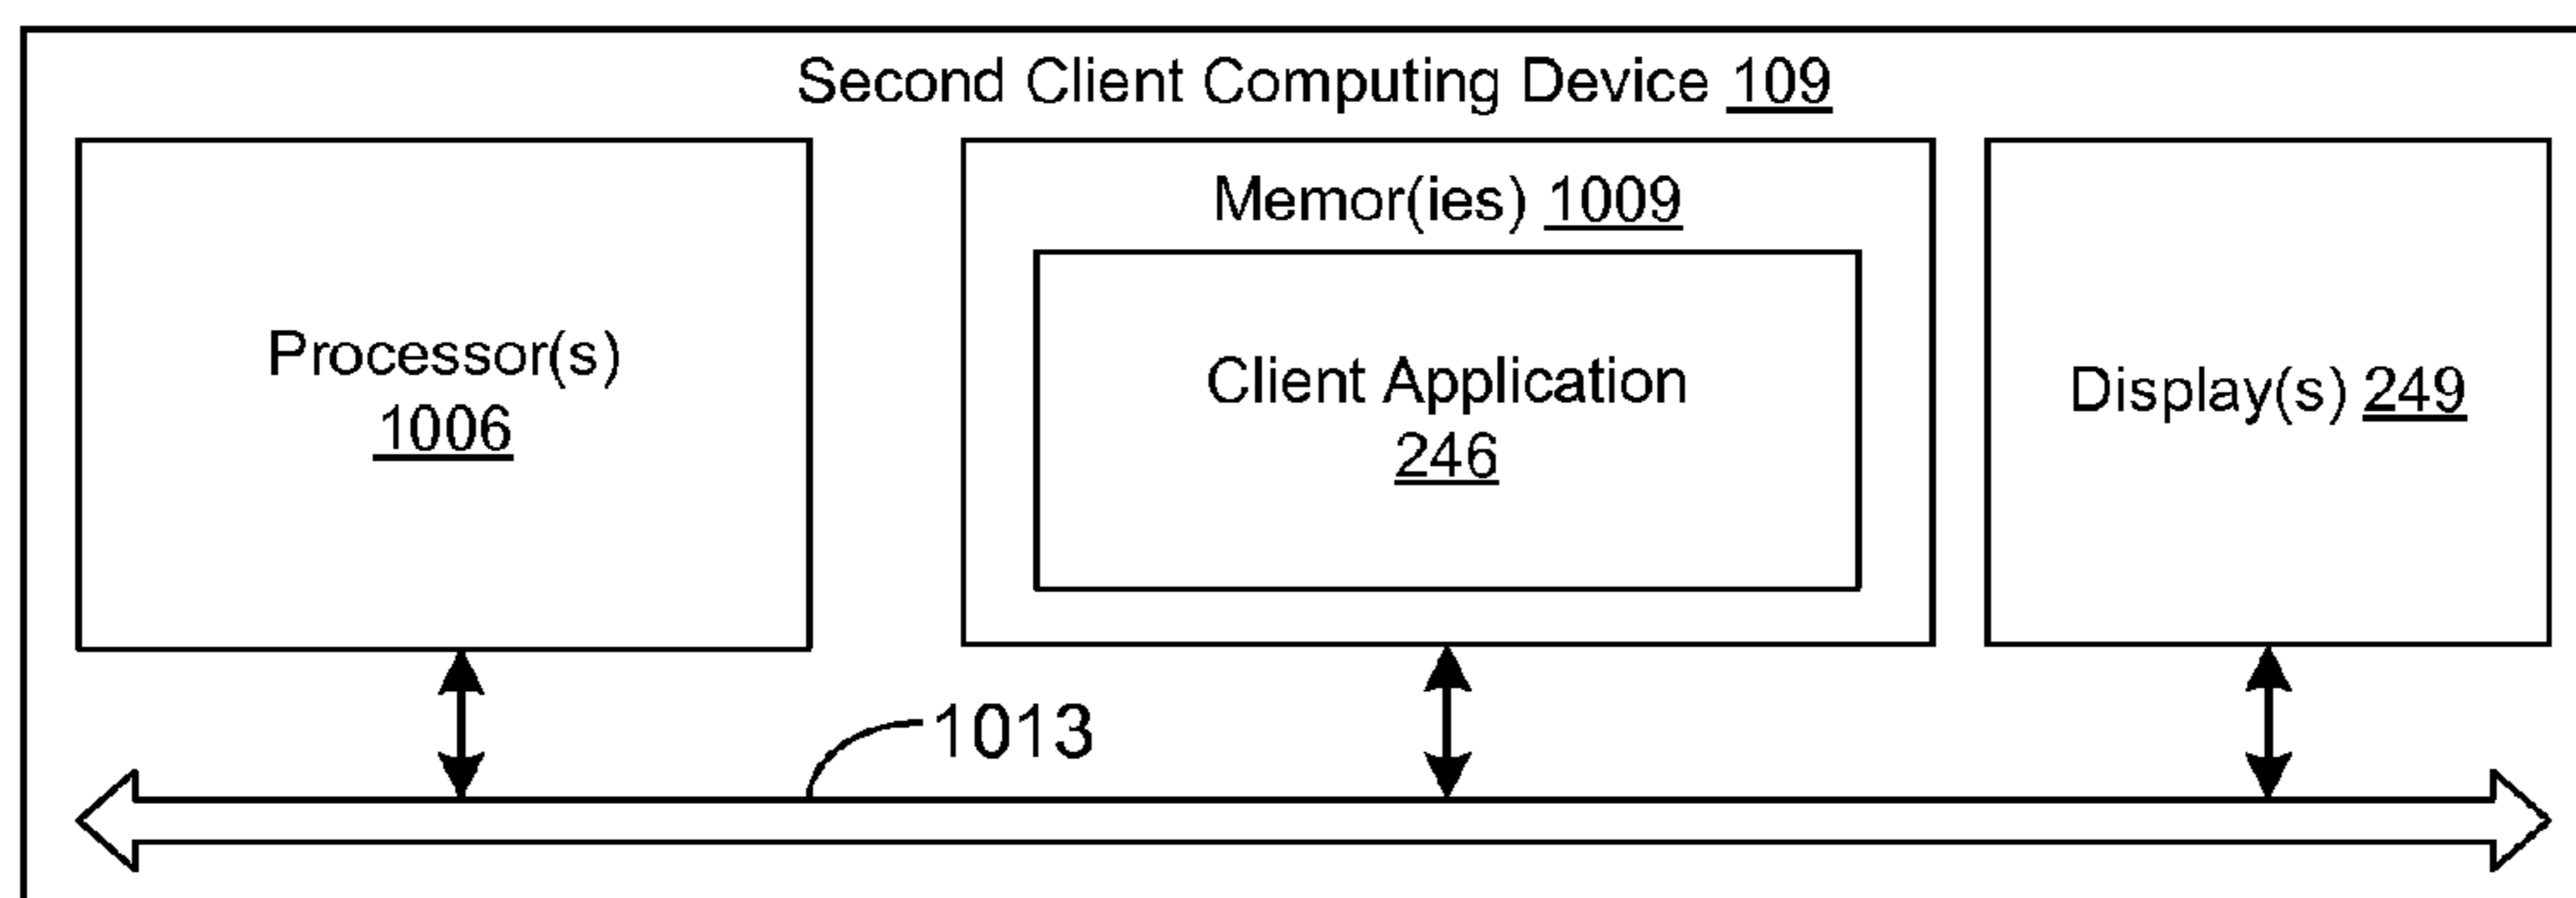 Second Client Computing Device 109
Processor(s)
1006
Memor(ies) 1009
Client Application
246
Display(s) 249
1013